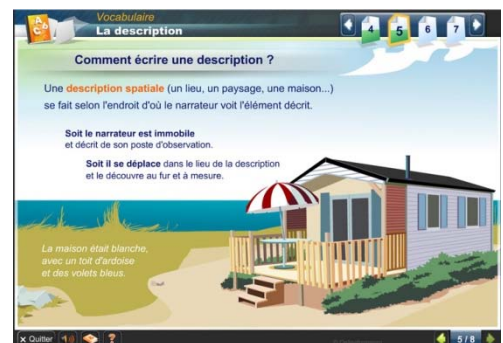 Vocabulaire
La description
4 5 6 7
Comment écrire une description ?
Une description spatiale (un lieu, un paysage, une maison...)
se fait selon l'endroit d'où le narrateur voit l'élément décrit.
Soit le narrateur est immobile
et décrit de son poste d'observation.
Soit il se déplace dans le lieu de la description
et le découvre au fur et à mesure.
La maison était blanche,
avec un toit d'ardoise
et des volets bleus.
x Quitter ? 5 / 8